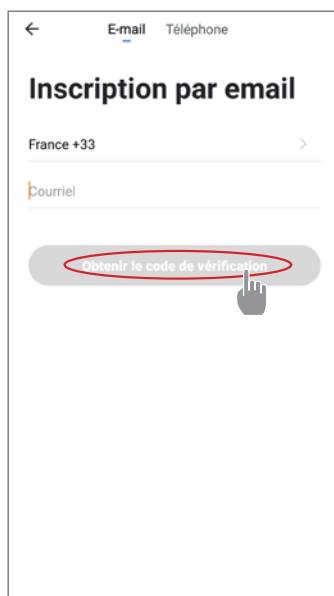 E-mail Téléphone
Inscription par email
France +33
Courriel
Obtenir le code de vérification